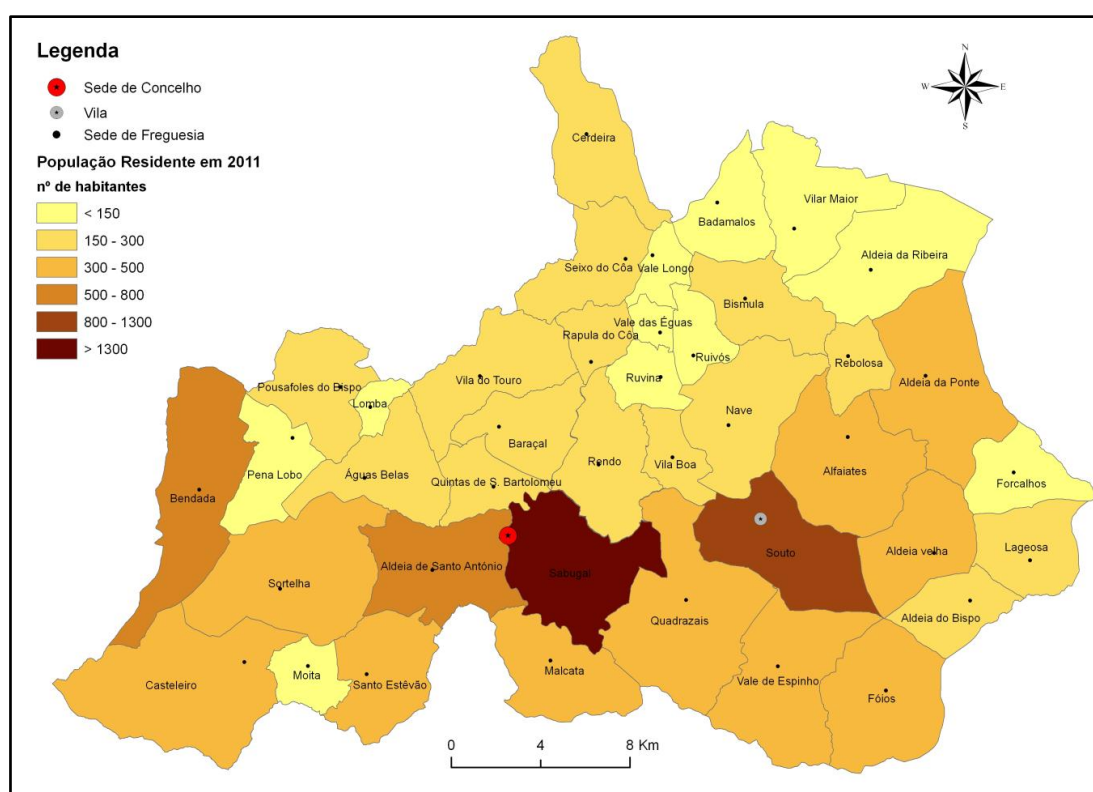 Legenda
Sede de Concelho
Vila
Sede de Freguesia
População Residente em 2011
nº de habitantes
< 150
150 - 300
300 - 500
500 - 800
800 - 1300
> 1300
N
W
E
S
Cerdeira
Badamalos
Vilar Maior
Aldeia da Ribeira
Seixo do Côa
Vale Longo
Bismula
Vale das Éguas
Rapula do Côa
Ruivós
Rebolosa
Ruvina
Aldeia da Ponte
Vila do Touro
Pousafoles do Bispo
Lomba
Nave
Baraçal
Rendo
Vila Boa
Alfaiates
Pena Lobo
Águas Belas
Quintas de S. Bartolomeu
Forcalhos
Bendada
Souto
Aldeia velha
Lageosa
Aldeia de Santo António
Sabugal
Sortelha
Quadrazais
Aldeia do Bispo
Malcata
Casteleiro
Moita
Santo Estêvão
Vale de Espinho
Fóios
0 4 8 Km